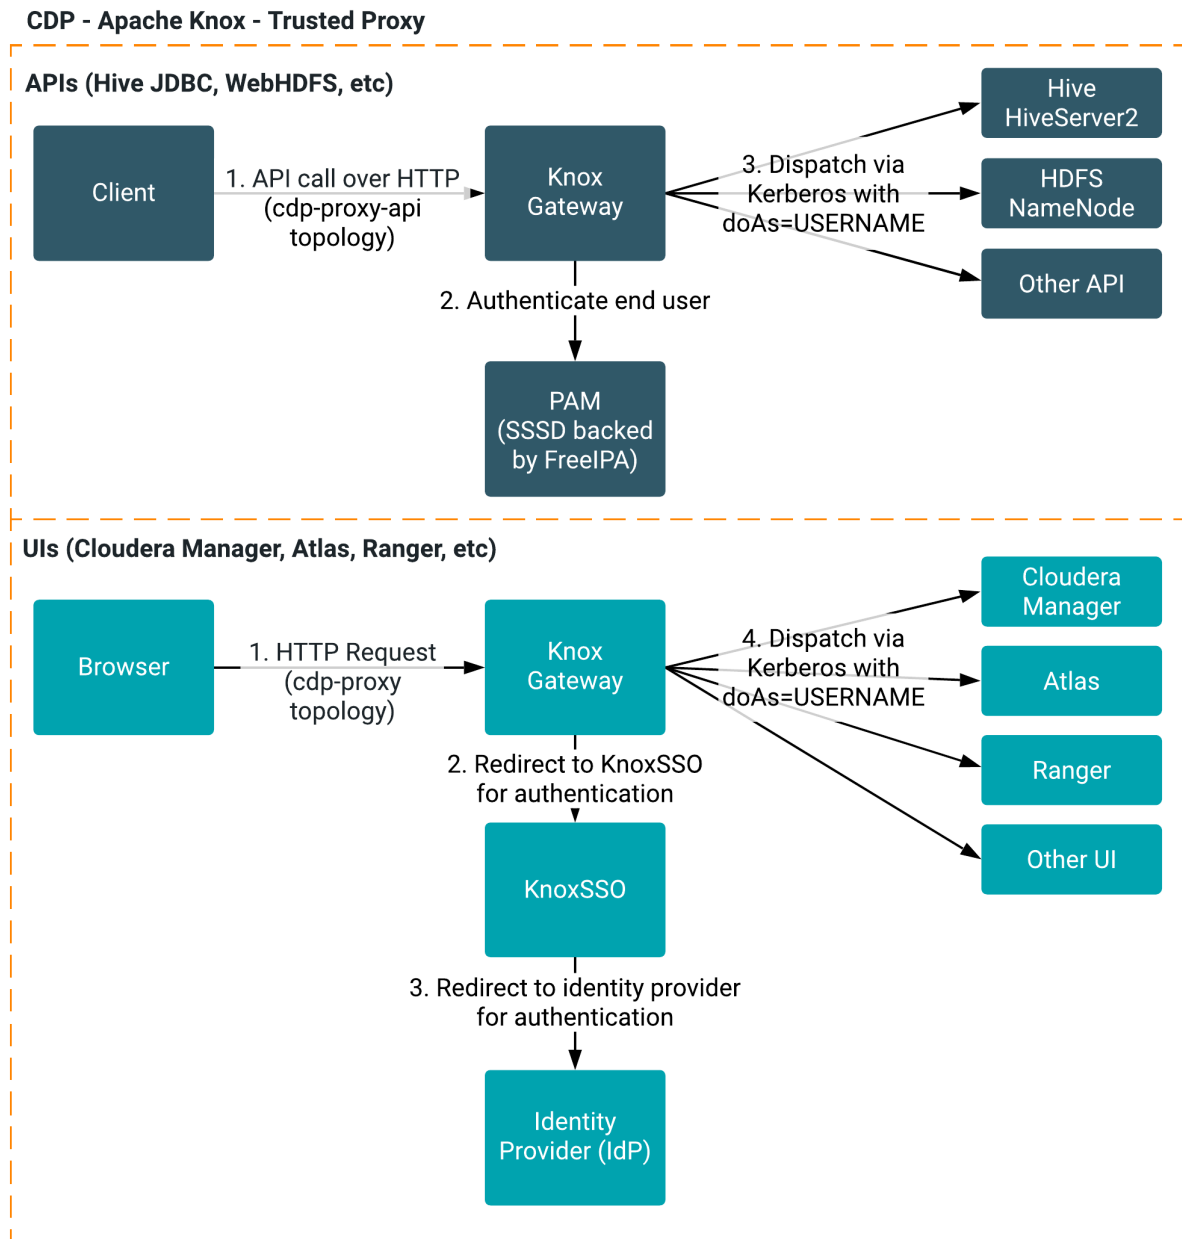 CDP - Apache Knox - Trusted Proxy
APIs (Hive JDBC, WebHDFS, etc)
Client
1. API call over HTTP
(cdp-proxy-api
topology)
Knox
Gateway
3. Dispatch via
Kerberos with
doAs=USERNAME
Hive
HiveServer2
HDFS
NameNode
Other API
2. Authenticate end user
PAM
(SSSD backed
by FreeIPA)
UIs (Cloudera Manager, Atlas, Ranger, etc)
Browser
1. HTTP Request
(cdp-proxy
topology)
Knox
Gateway
4. Dispatch via
Kerberos with
doAs=USERNAME
Cloudera
Manager
Atlas
Ranger
Other UI
2. Redirect to KnoxSSO
for authentication
KnoxSSO
3. Redirect to identity provider
for authentication
Identity
Provider (IdP)